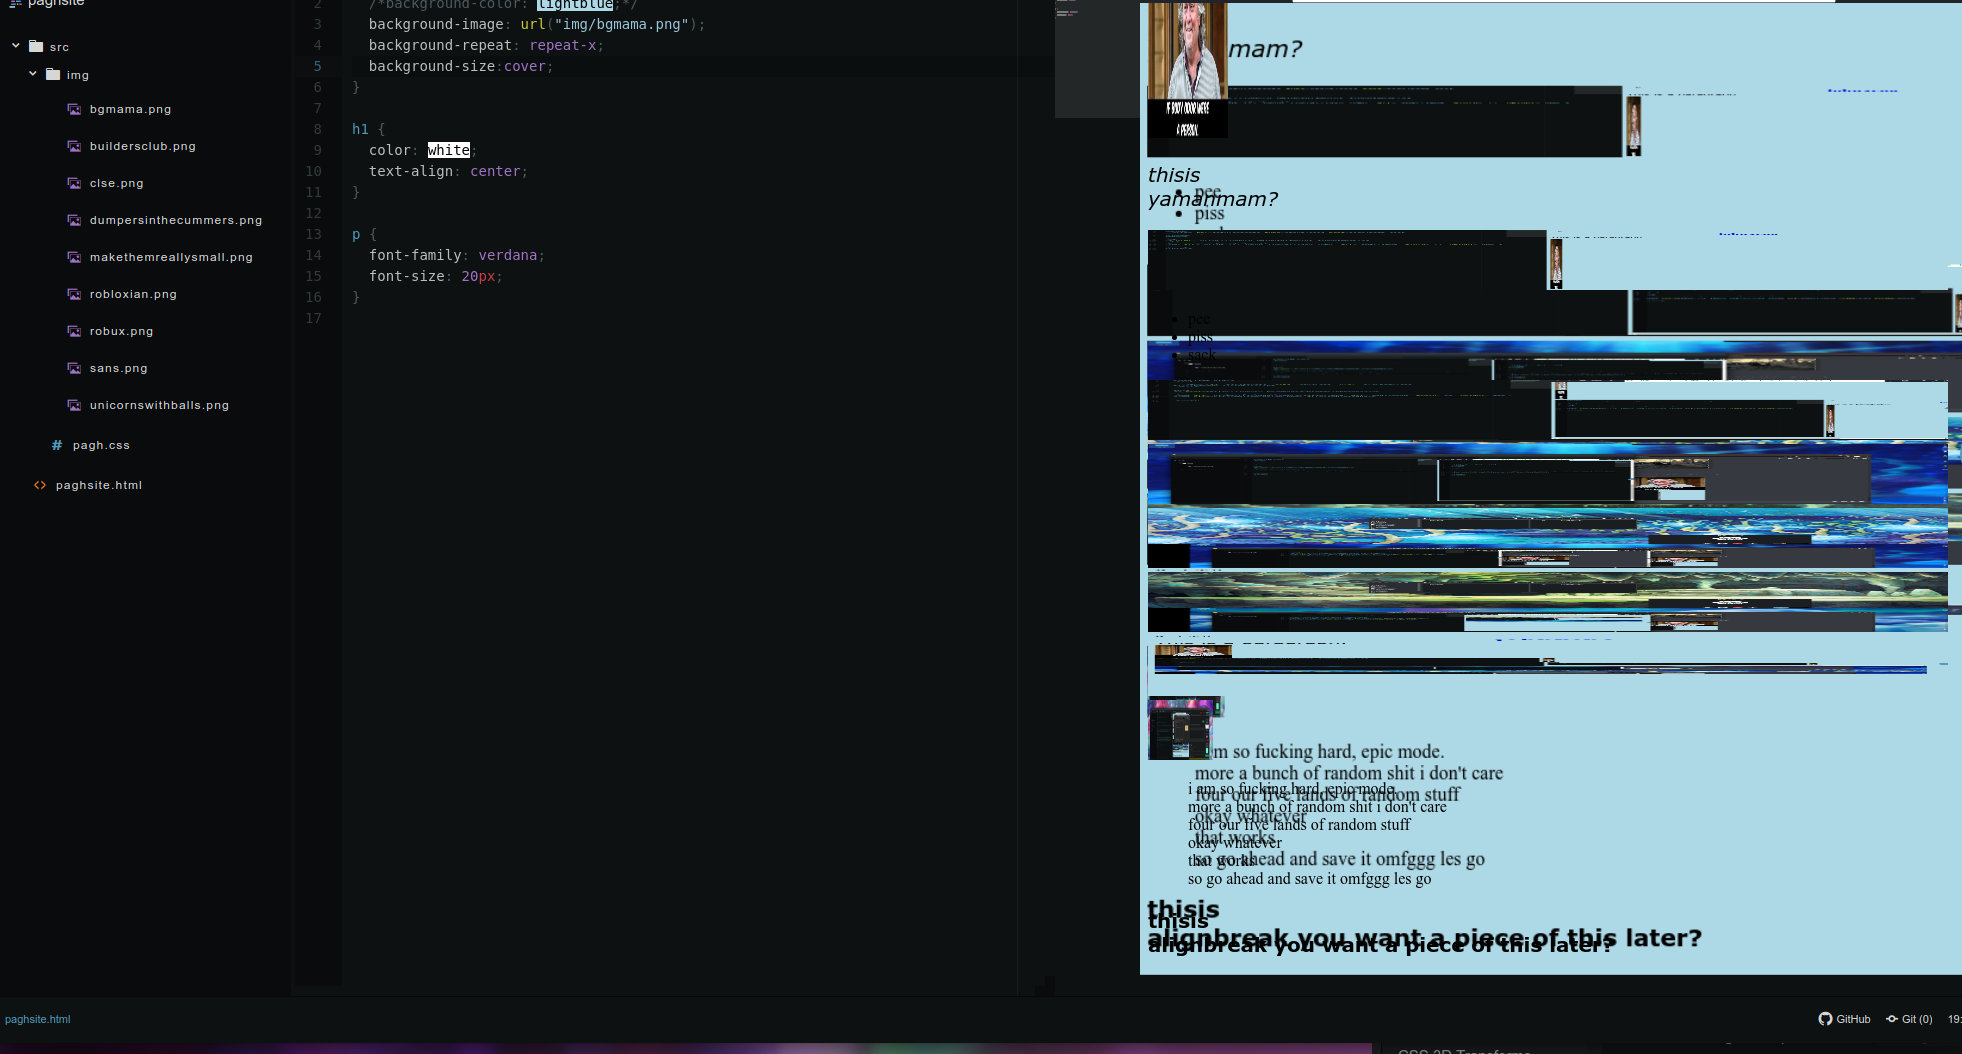 paghsite
src
img
bgmama.png
buildersclub.png
clse.png
dumpersinthecummers.png
makethemreallysmall.png
robloxian.png
robux.png
sans.png
unicornswithballs.png
# pagh.css
<> paghsite.html
2 /*background-color: lightblue;*/
3 background-image: url("img/bgmama.png");
4 background-repeat: repeat-x;
5 background-size:cover;
6 }
7
8 h1 {
9 color: white;
10 text-align: center;
11 }
12
13 p {
14 font-family: verdana;
15 font-size: 20px;
16 }
17
mam?
IF BODY ODOR WERE
A PERSON.
thisis
yamanmam?
pee
piss
pee
piss
sack
m so fucking hard, epic mode.
more a bunch of random shit i don't care
four our five lands of random stuff
okay whatever
that works
so go ahead and save it omfggg les go
i am so fucking hard, epic mode.
more a bunch of random shit i don't care
four our five lands of random stuff
okay whatever
that works
so go ahead and save it omfggg les go
thisis
alignbreak you want a piece of this later?
thisis
alignbreak you want a piece of this later?
paghsite.html
GitHub
Git (0)
19:
CSS 2D Transforms